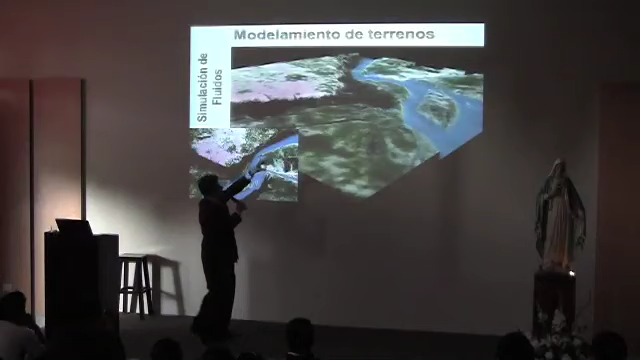 Modelamiento de terrenos
Simulación de
Fluidos